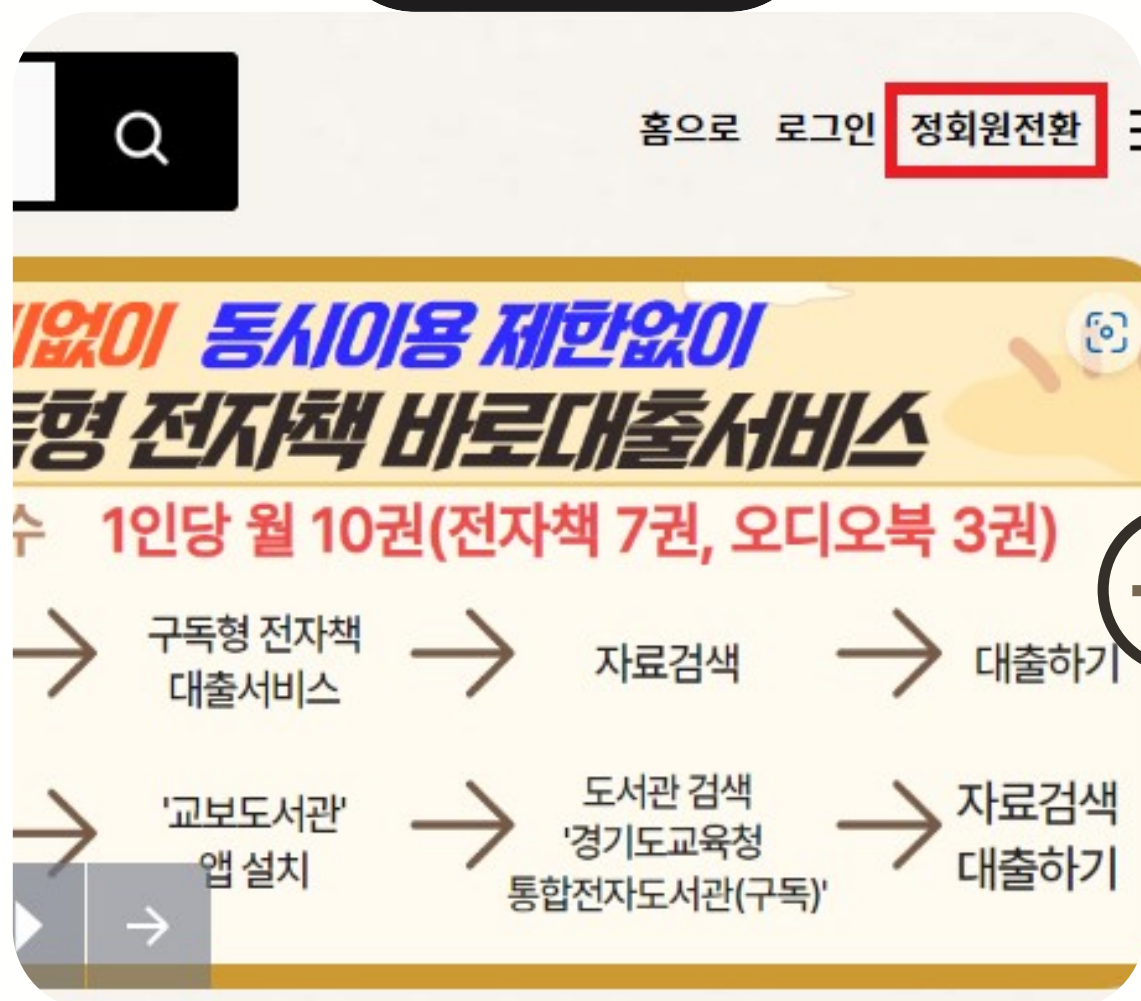 홈으로 로그인 정회원전환
없이 동시이용 제한없이
형 전자책 바로대출서비스
수 1인당 월 10권(전자책 7권, 오디오북 3권)
구독형 전자책
대출서비스
자료검색
대출하기
'교보도서관'
앱 설치
도서관 검색
'경기도교육청
통합전자도서관(구독)'
자료검색
대출하기